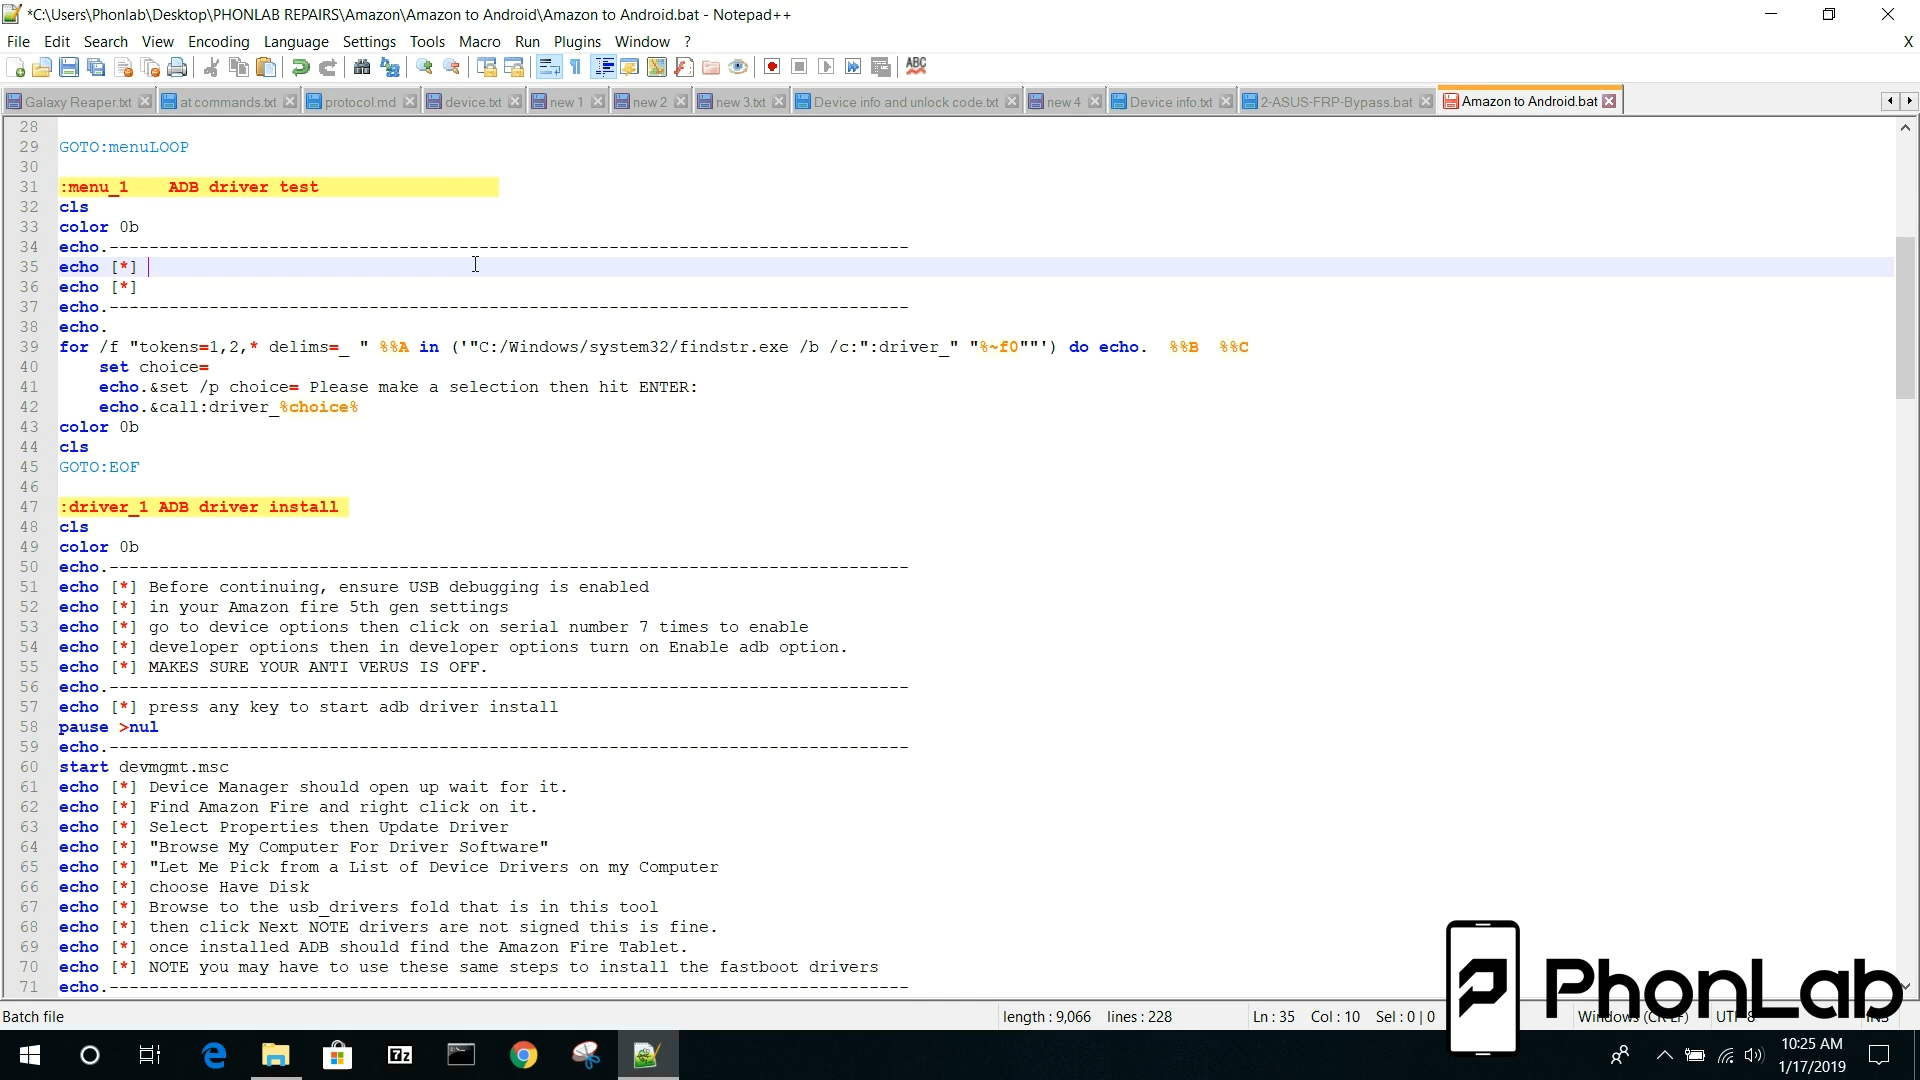 *C:\Users\Phonlab\Desktop\PHONLAB REPAIRS\Amazon\Amazon to Android\Amazon to Android.bat - Notepad++
File Edit Search View Encoding Language Settings Tools Macro Run Plugins Window ? X
ABC
Galaxy Reaper.txt at commands.txt protocol.md device.txt new 1 new 2 new 3.txt Device info and unlock code.txt new 4 Device info.txt 2-ASUS-FRP-Bypass.bat Amazon to Android.bat
28
29 GOTO:menuLOOP
30
31 :menu_1    ADB driver test
32 cls
33 color 0b
34 echo.--------------------------------------------------------------------------------
35 echo [*]
36 echo [*]
37 echo.--------------------------------------------------------------------------------
38 echo.
39 for /f "tokens=1,2,* delims=_ " %%A in ('"C:/Windows/system32/findstr.exe /b /c:":driver_" "%~f0""') do echo.  %%B  %%C
40     set choice=
41     echo.&set /p choice= Please make a selection then hit ENTER:
42     echo.&call:driver_%choice%
43 color 0b
44 cls
45 GOTO:EOF
46
47 :driver_1 ADB driver install
48 cls
49 color 0b
50 echo.--------------------------------------------------------------------------------
51 echo [*] Before continuing, ensure USB debugging is enabled
52 echo [*] in your Amazon fire 5th gen settings
53 echo [*] go to device options then click on serial number 7 times to enable
54 echo [*] developer options then in developer options turn on Enable adb option.
55 echo [*] MAKES SURE YOUR ANTI VERUS IS OFF.
56 echo.--------------------------------------------------------------------------------
57 echo [*] press any key to start adb driver install
58 pause >nul
59 echo.--------------------------------------------------------------------------------
60 start devmgmt.msc
61 echo [*] Device Manager should open up wait for it.
62 echo [*] Find Amazon Fire and right click on it.
63 echo [*] Select Properties then Update Driver
64 echo [*] "Browse My Computer For Driver Software"
65 echo [*] "Let Me Pick from a List of Device Drivers on my Computer
66 echo [*] choose Have Disk
67 echo [*] Browse to the usb_drivers fold that is in this tool
68 echo [*] then click Next NOTE drivers are not signed this is fine.
69 echo [*] once installed ADB should find the Amazon Fire Tablet.
70 echo [*] NOTE you may have to use these same steps to install the fastboot drivers
71 echo.--------------------------------------------------------------------------------
PhonLab
Batch file length : 9,066 lines : 228 Ln : 35 Col : 10 Sel : 0 | 0 Windows
7z 10:25 AM
1/17/2019